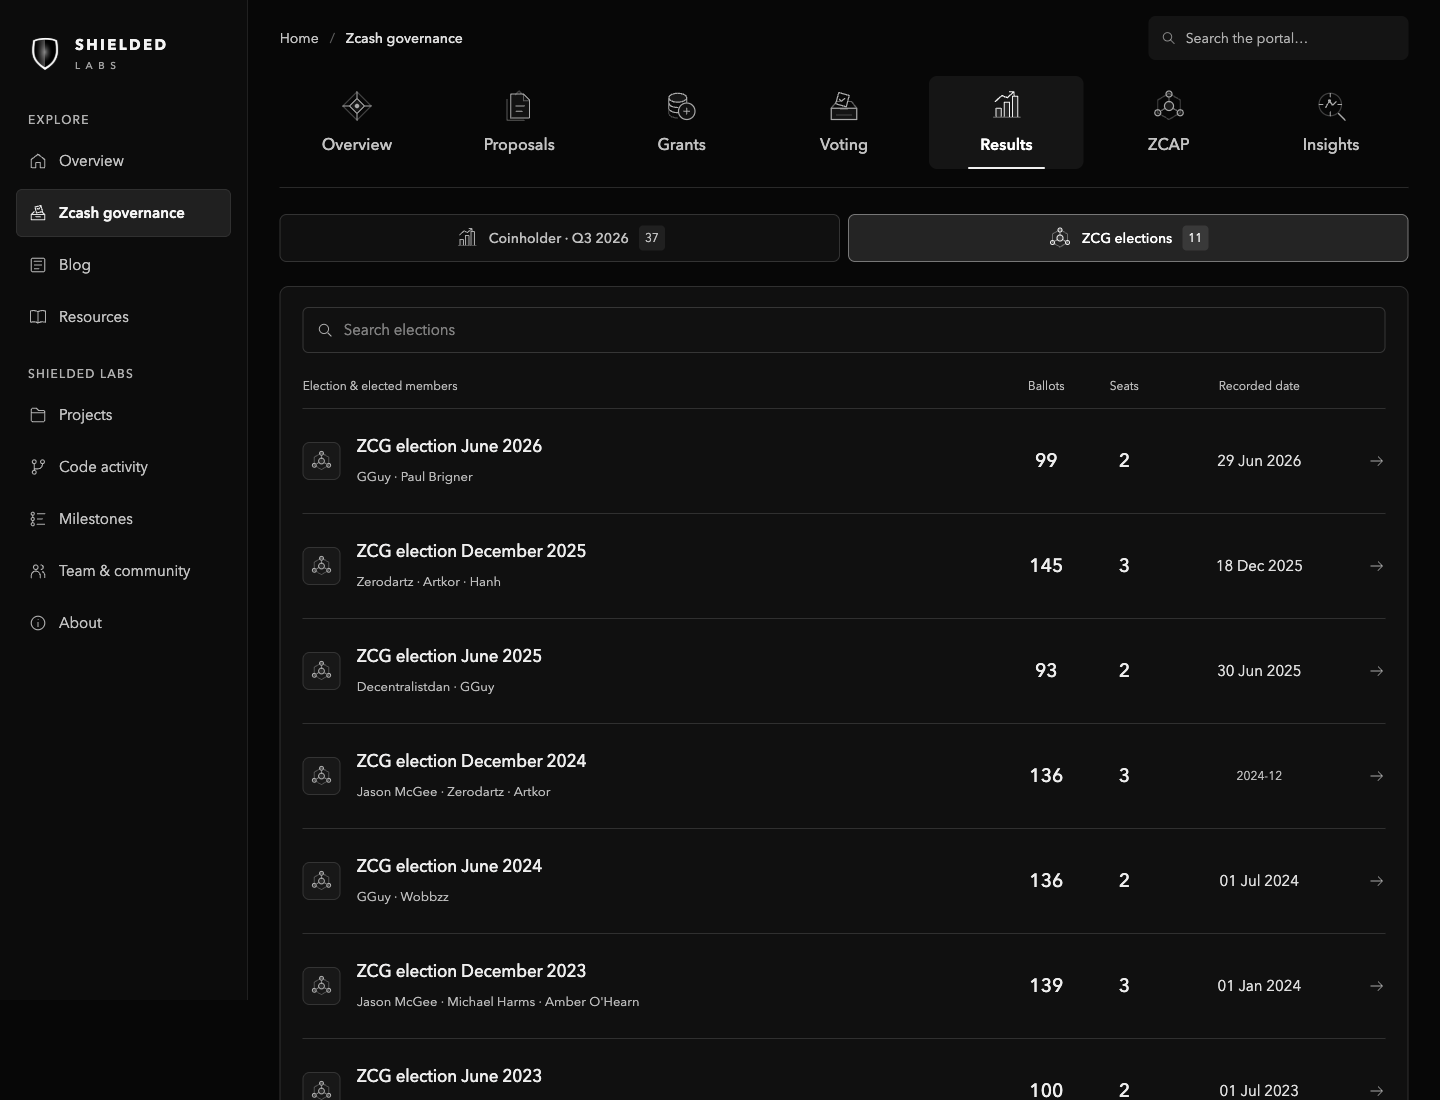 SHIELDED
LABS
EXPLORE
Overview
Zcash governance
Blog
Resources
SHIELDED LABS
Projects
Code activity
Milestones
Team & community
About
Home / Zcash governance
Search the portal...
Overview
Proposals
Grants
Voting
Results
ZCAP
Insights
Coinholder · Q3 2026 37
ZCG elections 11
Search elections
Election & elected members Ballots Seats Recorded date
ZCG election June 2026
GGuy · Paul Brigner
99 2 29 Jun 2026 →
ZCG election December 2025
Zerodartz · Artkor · Hanh
145 3 18 Dec 2025 →
ZCG election June 2025
Decentralistdan · GGuy
93 2 30 Jun 2025 →
ZCG election December 2024
Jason McGee · Zerodartz · Artkor
136 3 2024-12 →
ZCG election June 2024
GGuy · Wobbzz
136 2 01 Jul 2024 →
ZCG election December 2023
Jason McGee · Michael Harms · Amber O'Hearn
139 3 01 Jan 2024 →
ZCG election June 2023
100 2 01 Jul 2023 →